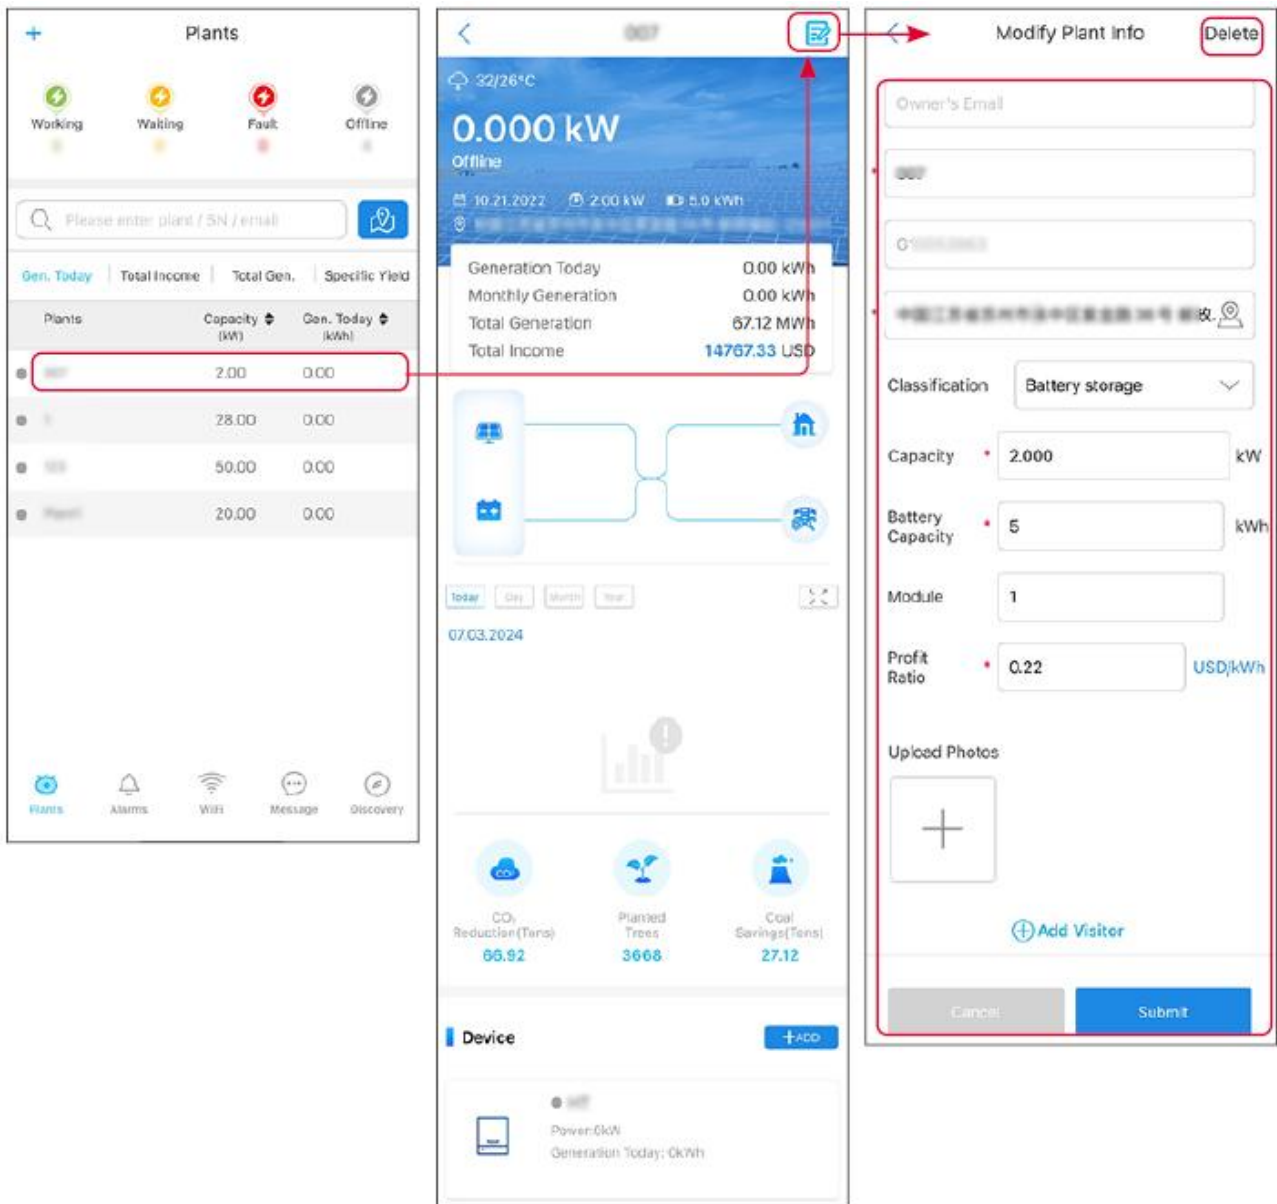 Plants
Working
Waiting
Fault
Offline
Please enter plant / SN / email
Gen. Today
Total Income
Total Gen.
Specific Yield
Plants
Capacity
(kW)
Gen. Today
(kWh)
2.00
0.00
28.00
0.00
50.00
0.00
20.00
0.00
Plants
Alarms
WiFi
Message
Discovery
007
32/26°C
0.000 kW
Offline
10.21.2022
2.00 kW
5.0 kWh
Generation Today
0.00 kWh
Monthly Generation
0.00 kWh
Total Generation
67.12 MWh
Total Income
14767.33 USD
Today
Day
Month
Year
07.03.2024
CO₂
Reduction(Tons)
66.92
Planted
Trees
3668
Coal
Savings(Tons)
27.12
Device
+ADD
Power:0kW
Generation Today: 0kWh
Modify Plant Info
Delete
Owner's Email
*
007
*
Classification
Battery storage
Capacity
*
2.000
kW
Battery
Capacity
*
5
kWh
Module
1
Profit
Ratio
*
0.22
USD/kWh
Upload Photos
Add Visitor
Cancel
Submit